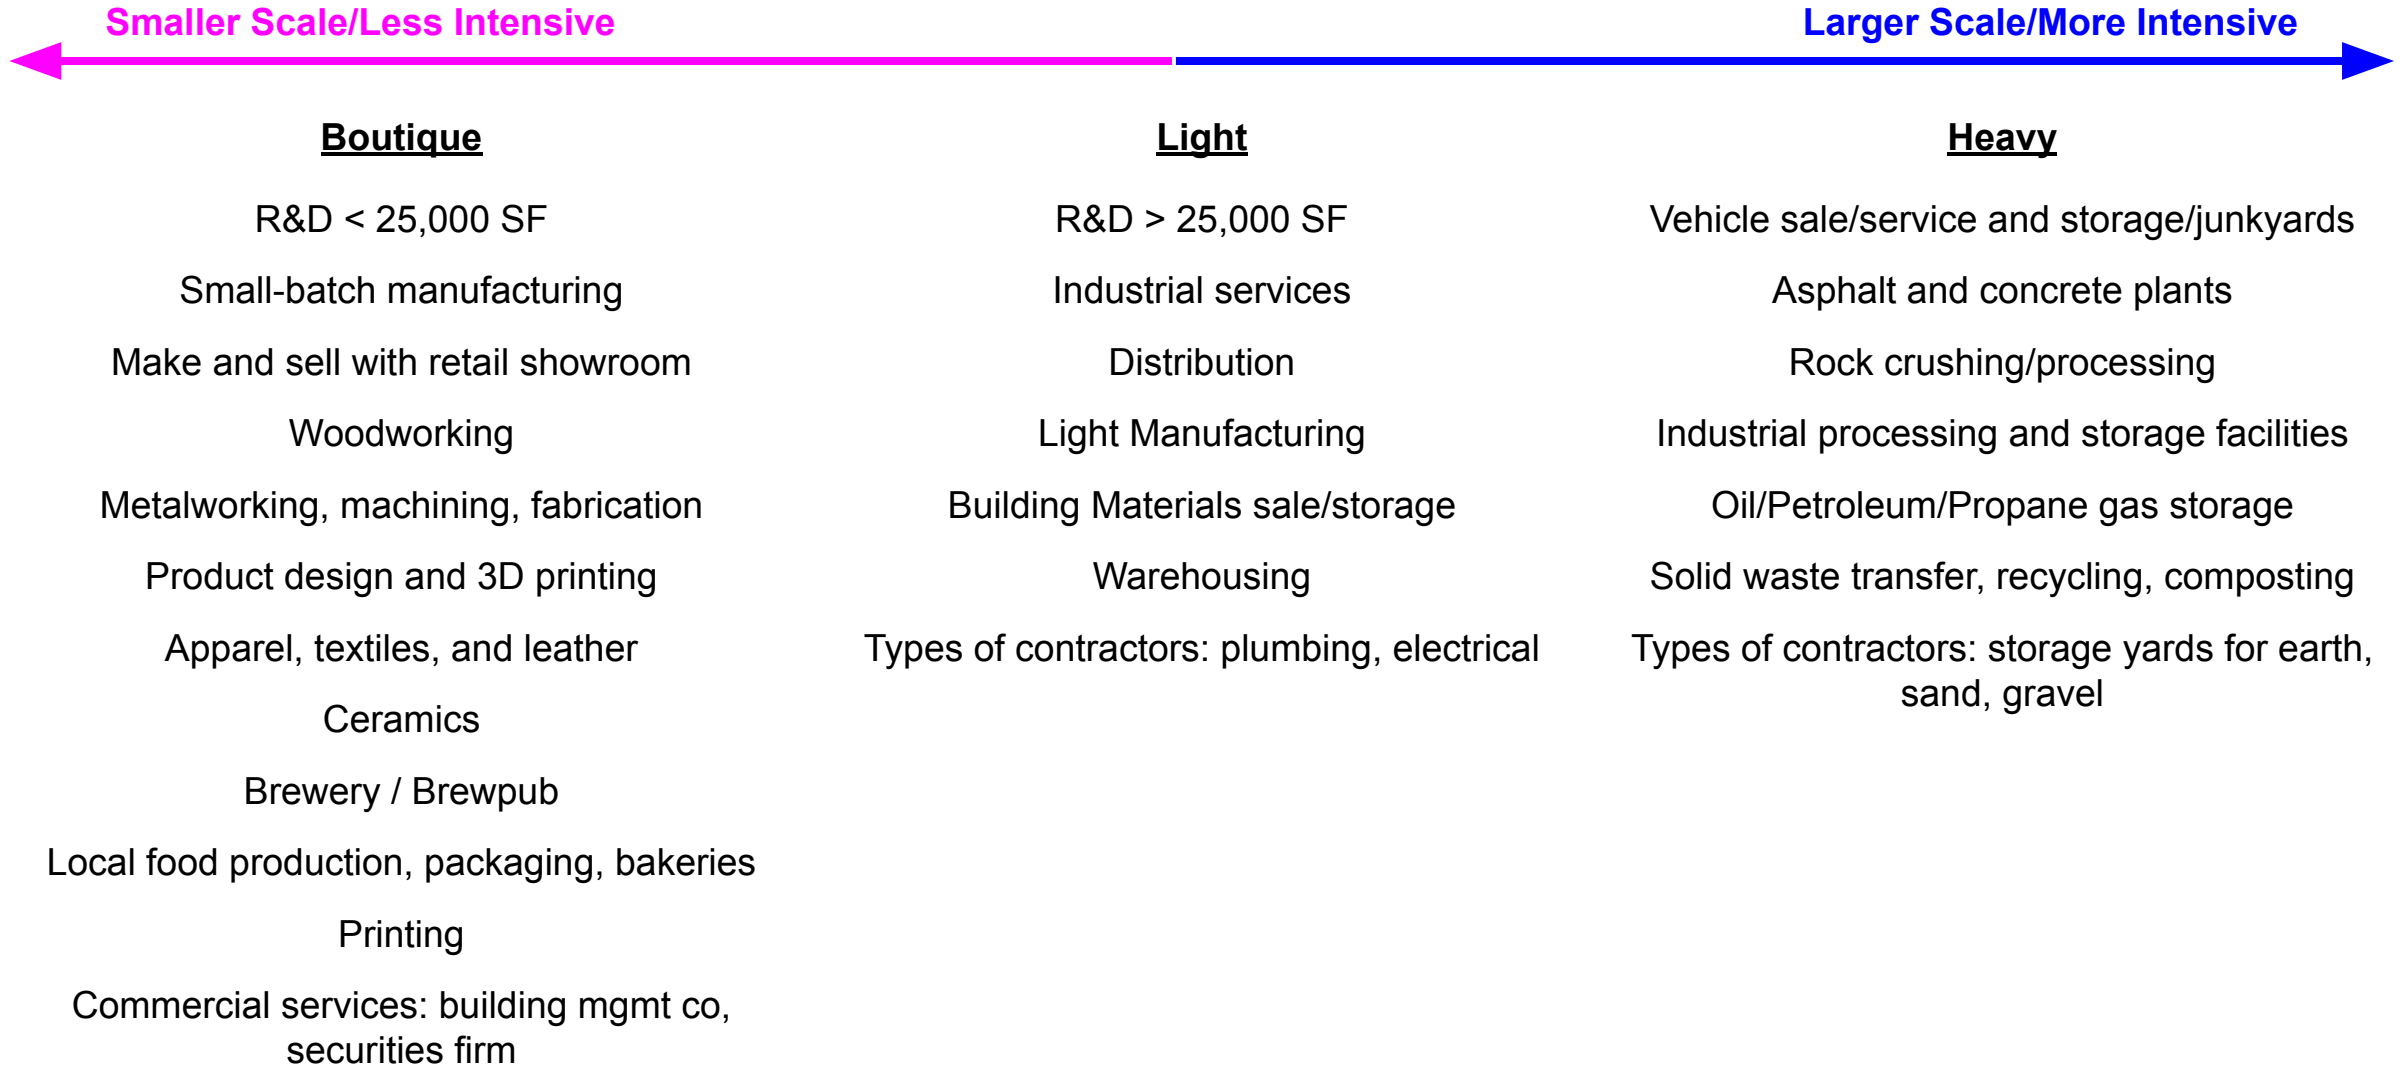 Smaller Scale/Less Intensive
Larger Scale/More Intensive
Boutique
R&D < 25,000 SF
Small-batch manufacturing
Make and sell with retail showroom
Woodworking
Metalworking, machining, fabrication
Product design and 3D printing
Apparel, textiles, and leather
Ceramics
Brewery / Brewpub
Local food production, packaging, bakeries
Printing
Commercial services: building mgmt co,
securities firm
Light
R&D > 25,000 SF
Industrial services
Distribution
Light Manufacturing
Building Materials sale/storage
Warehousing
Types of contractors: plumbing, electrical
Heavy
Vehicle sale/service and storage/junkyards
Asphalt and concrete plants
Rock crushing/processing
Industrial processing and storage facilities
Oil/Petroleum/Propane gas storage
Solid waste transfer, recycling, composting
Types of contractors: storage yards for earth,
sand, gravel